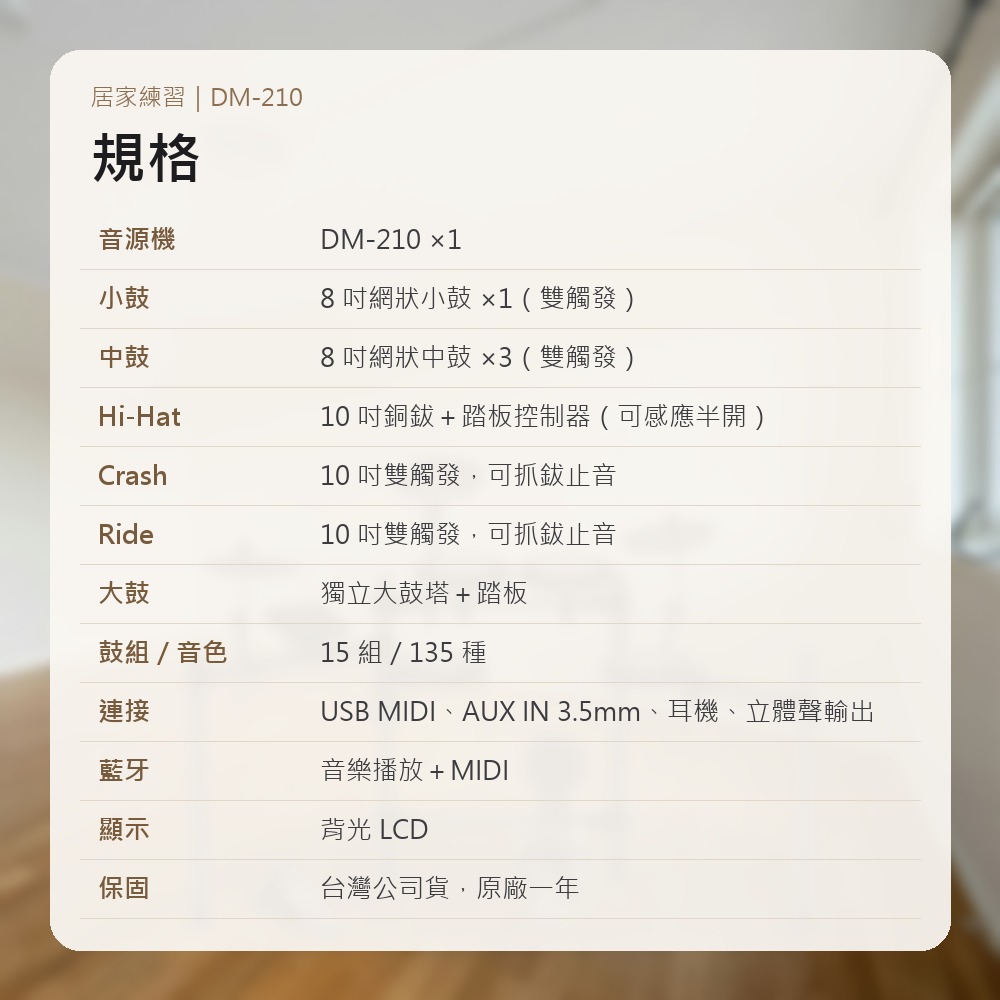 居家練習 | DM-210
規格
音源機 DM-210 ×1
小鼓 8 吋網狀小鼓 ×1（雙觸發）
中鼓 8 吋網狀中鼓 ×3（雙觸發）
Hi-Hat 10 吋銅鈸＋踏板控制器（可感應半開）
Crash 10 吋雙觸發，可抓鈸止音
Ride 10 吋雙觸發，可抓鈸止音
大鼓 獨立大鼓塔＋踏板
鼓組 / 音色 15 組 / 135 種
連接 USB MIDI、AUX IN 3.5mm、耳機、立體聲輸出
藍牙 音樂播放＋MIDI
顯示 背光 LCD
保固 台灣公司貨，原廠一年